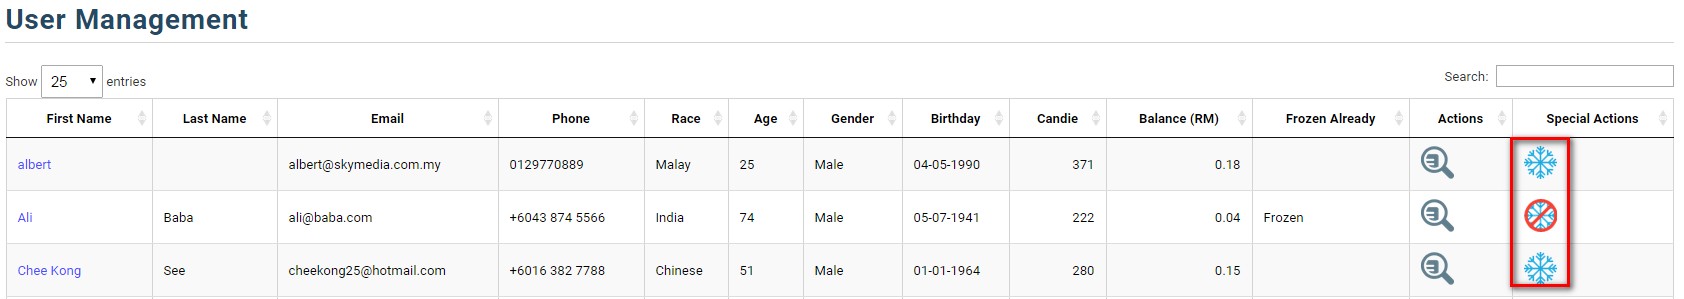 User Management
Show 25 entries
Search:
First Name Last Name Email Phone Race Age Gender Birthday Candie Balance (RM) Frozen Already Actions Special Actions
albert albert@skymedia.com.my 0129770889 Malay 25 Male 04-05-1990 371 0.18
Ali Baba ali@baba.com +6043 874 5566 India 74 Male 05-07-1941 222 0.04 Frozen
Chee Kong See cheekong25@hotmail.com +6016 382 7788 Chinese 51 Male 01-01-1964 280 0.15